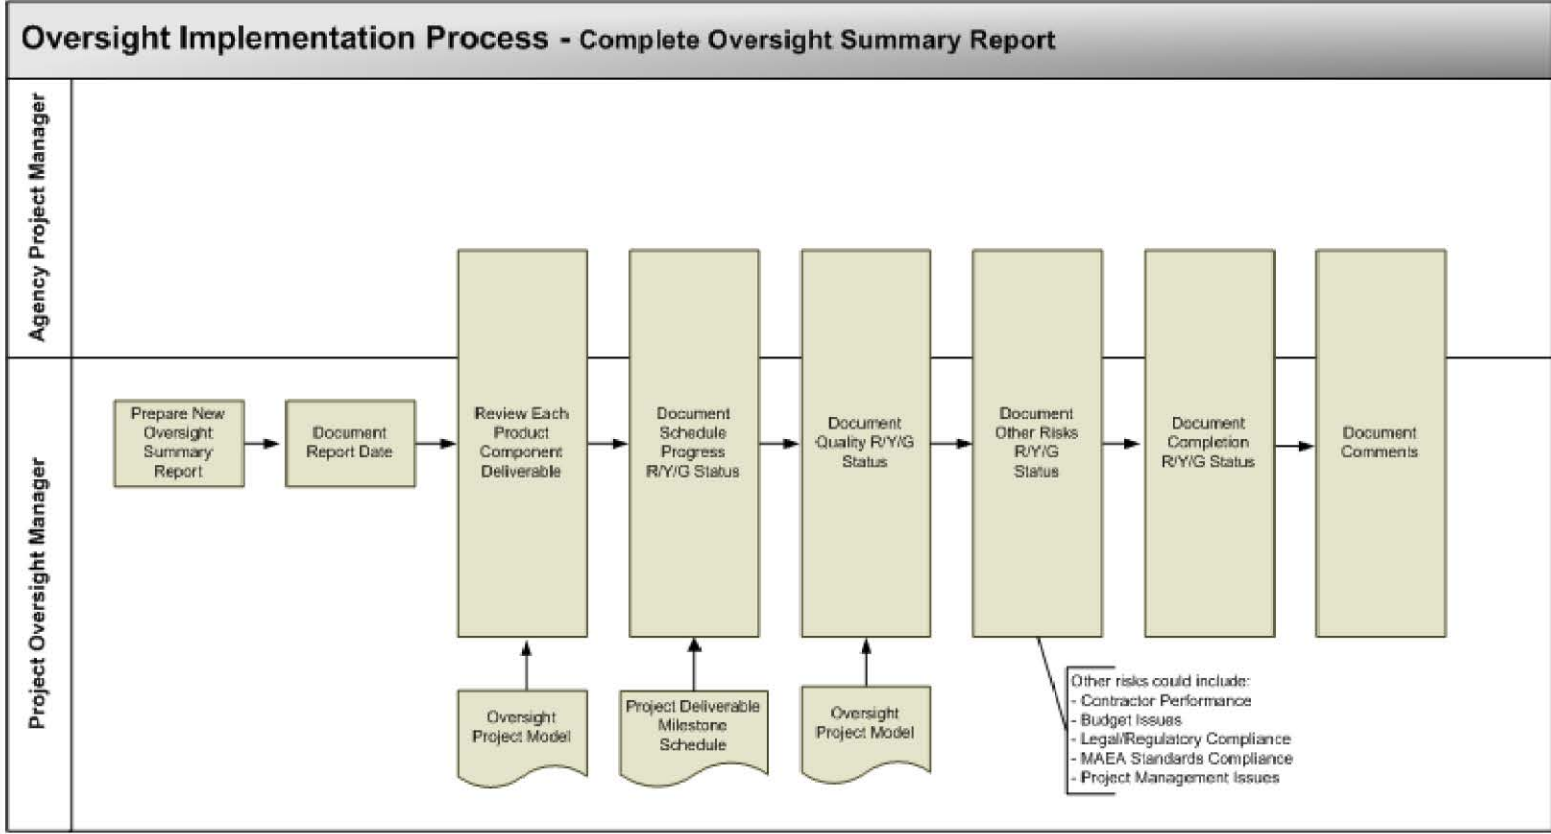 Oversight Implementation Process - Complete Oversight Summary Report
Agency Project Manager
Project Oversight Manager
Prepare New
Oversight
Summary
Report
Document
Report Date
Review Each
Product
Component
Deliverable
Document
Schedule
Progress
R/Y/G Status
Document
Quality R/Y/G
Status
Document
Other Risks
R/Y/G
Status
Document
Completion
R/Y/G Status
Document
Comments
Oversight
Project Model
Project Deliverable
Milestone
Schedule
Oversight
Project Model
Other risks could include:
- Contractor Performance
- Budget Issues
- Legal/Regulatory Compliance
- MAEA Standards Compliance
- Project Management Issues